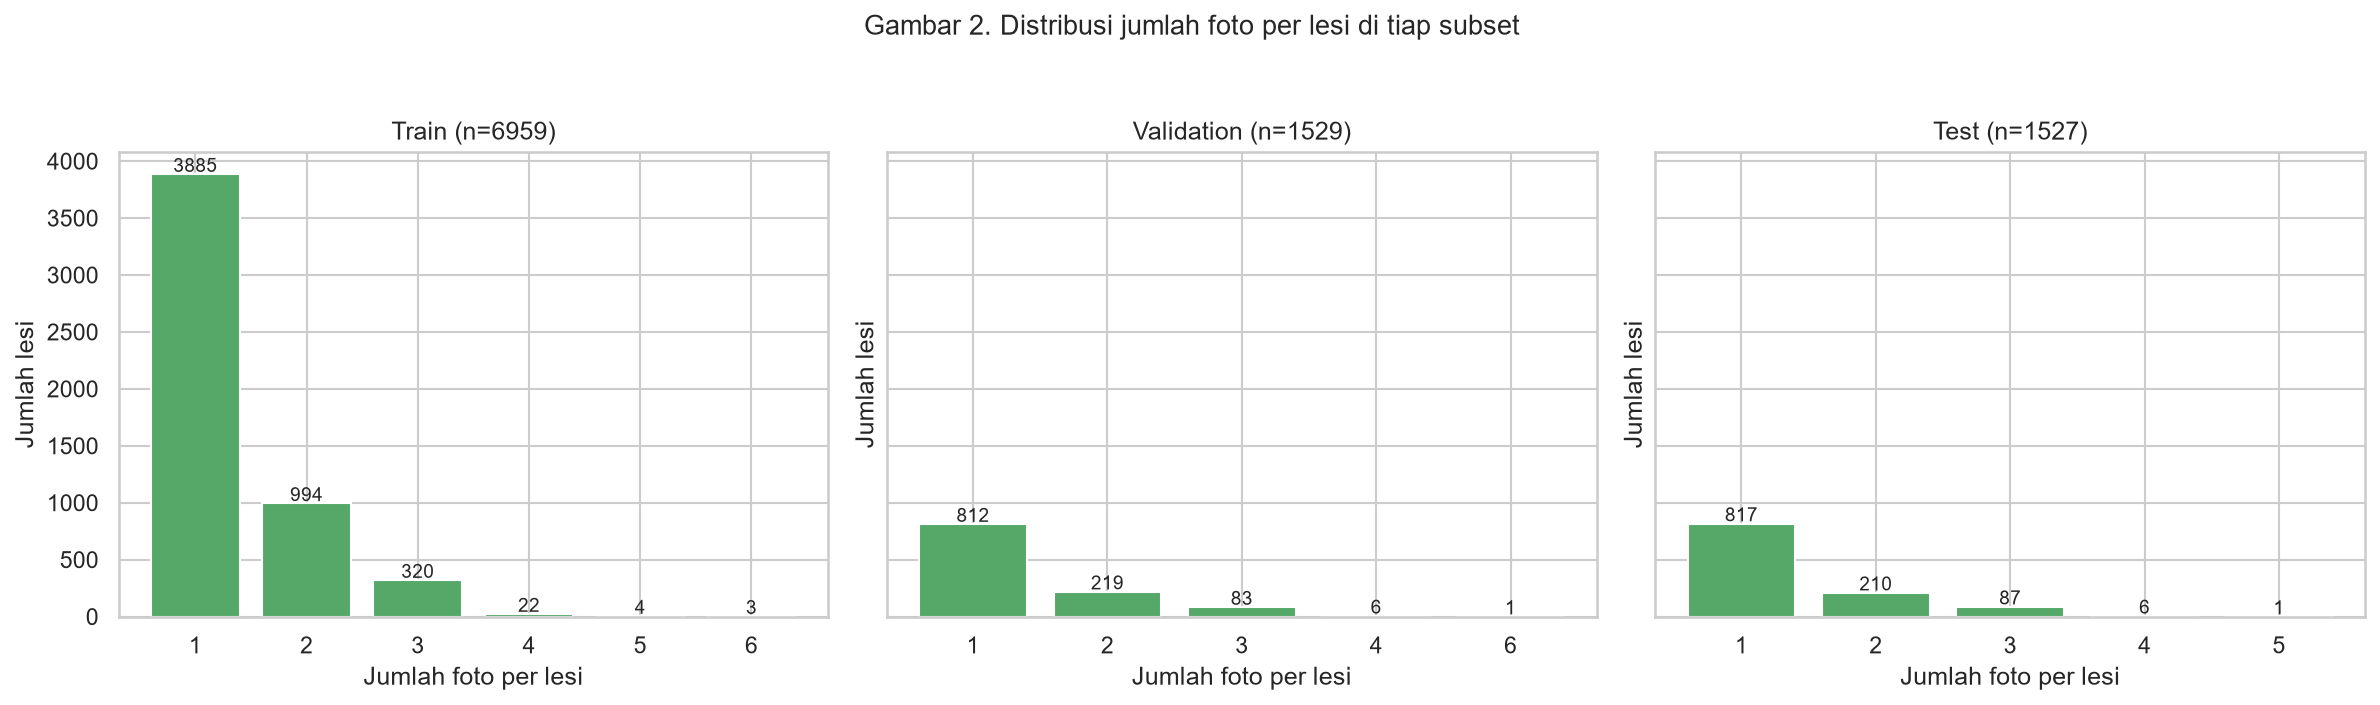 Gambar 2. Distribusi jumlah foto per lesi di tiap subset
Train (n=6959)
4000
3500
3000
2500
2000
1500
1000
500
0
Jumlah lesi
3885
994
320
22
4
3
1 2 3 4 5 6
Jumlah foto per lesi
Validation (n=1529)
Jumlah lesi
812
219
83
6
1
1 2 3 4 6
Jumlah foto per lesi
Test (n=1527)
Jumlah lesi
817
210
87
6
1
1 2 3 4 5
Jumlah foto per lesi